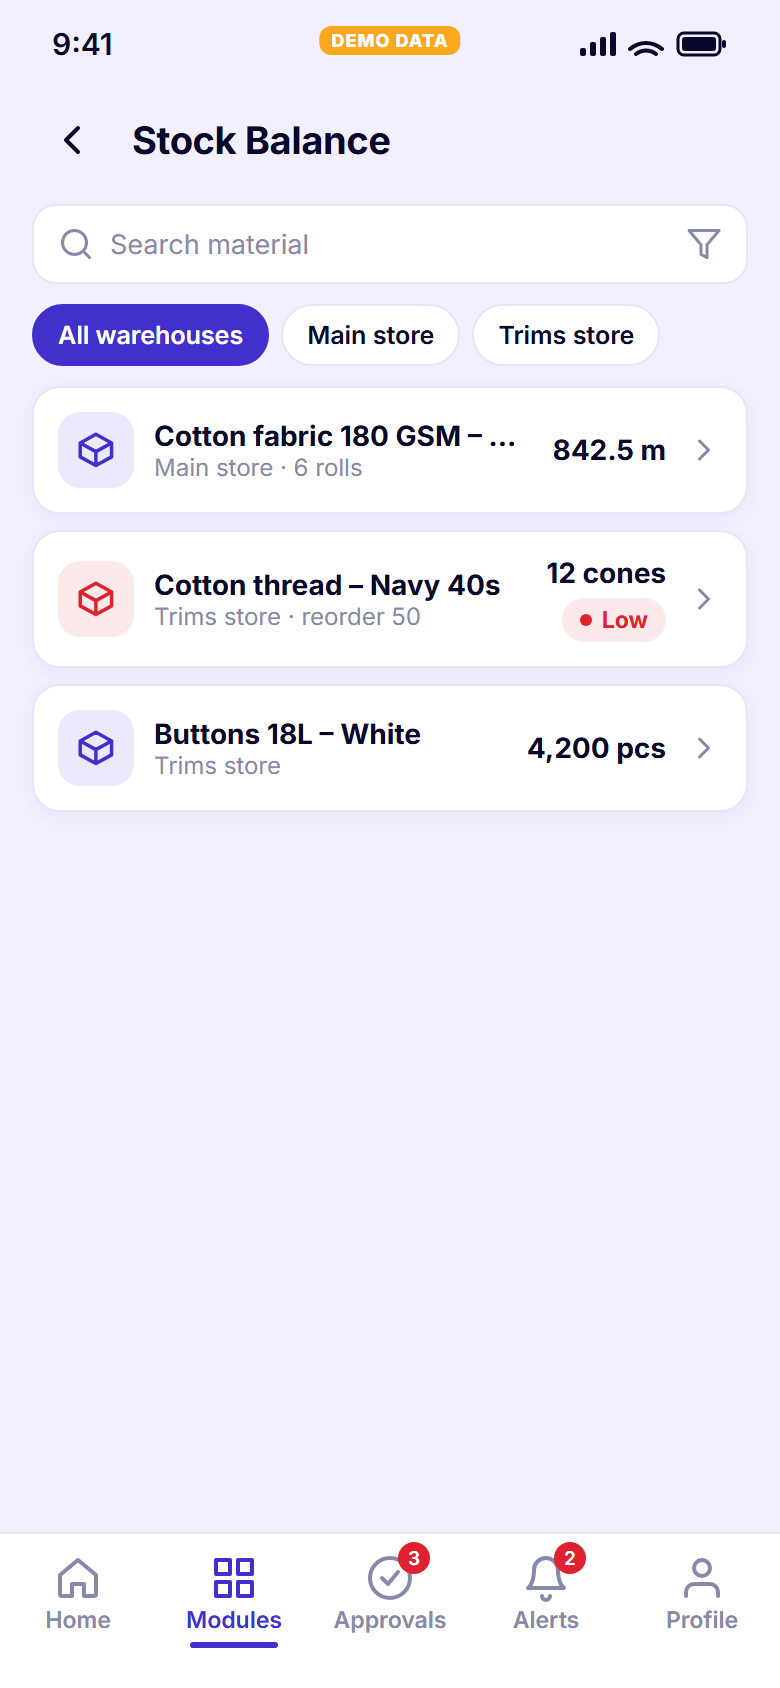 9:41
DEMO DATA
Stock Balance
Search material
All warehouses
Main store
Trims store
Cotton fabric 180 GSM – ...
Main store · 6 rolls
842.5 m
Cotton thread – Navy 40s
Trims store · reorder 50
12 cones
Low
Buttons 18L – White
Trims store
4,200 pcs
3
2
Home
Modules
Approvals
Alerts
Profile